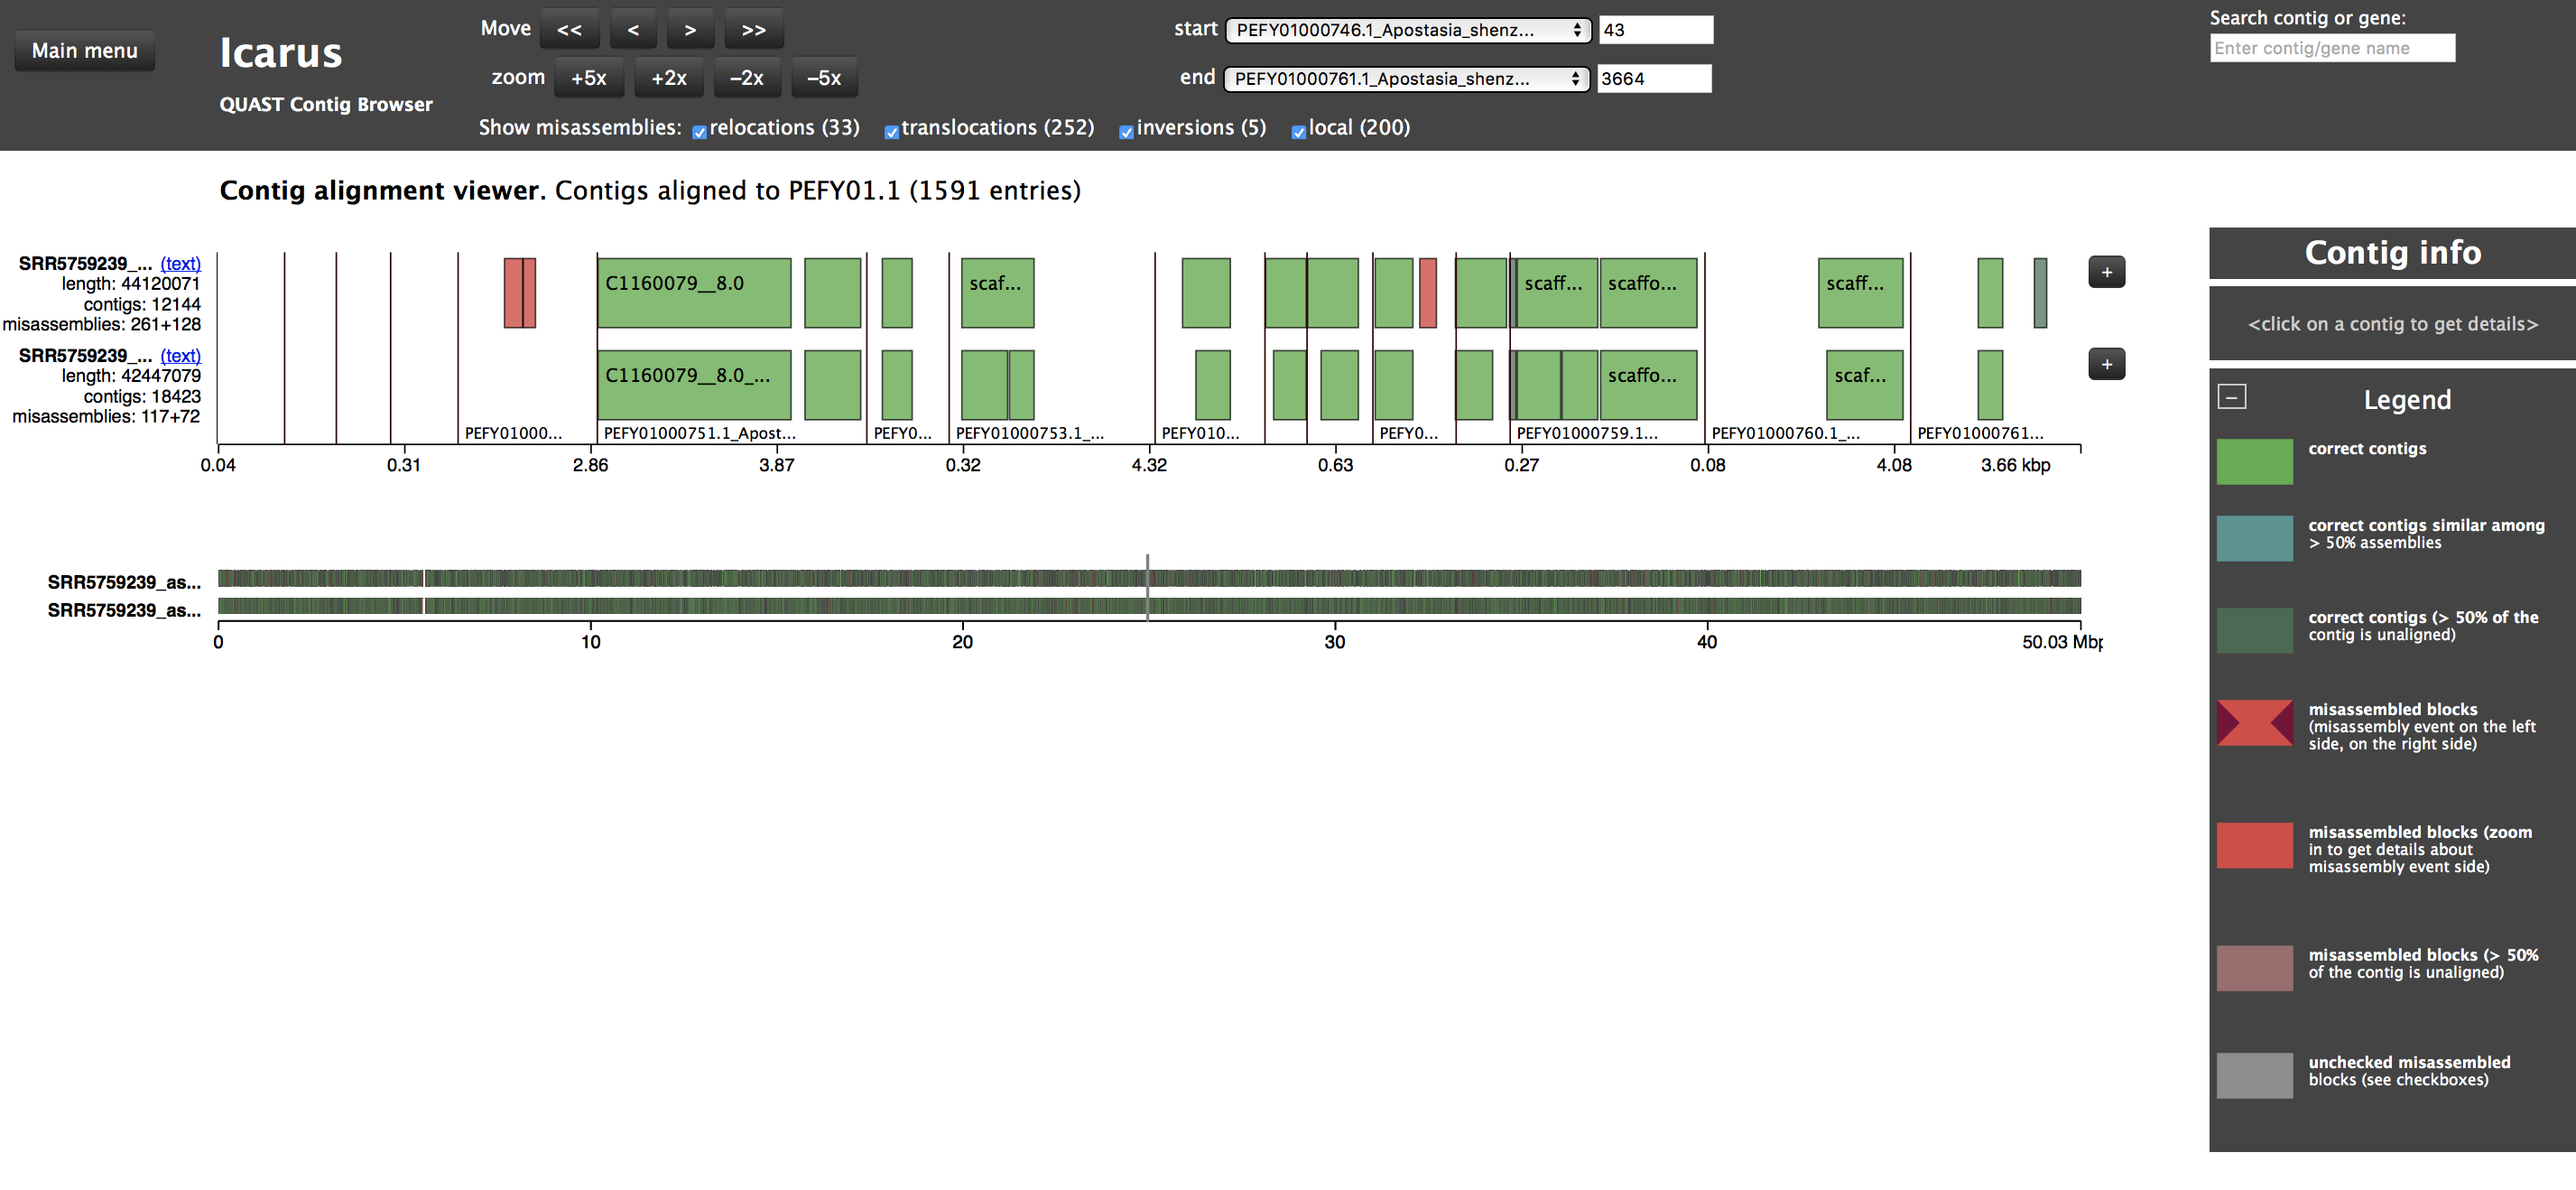 Main menu
Icarus
QUAST Contig Browser
Move << < > >>
zoom +5x +2x −2x −5x
Show misassemblies: relocations (33) translocations (252) inversions (5) local (200)
start PEFY01000746.1_Apostasia_shenz... 43
end PEFY01000761.1_Apostasia_shenz... 3664
Search contig or gene:
Enter contig/gene name
Contig alignment viewer. Contigs aligned to PEFY01.1 (1591 entries)
SRR5759239_... (text)
length: 44120071
contigs: 12144
misassemblies: 261+128
C1160079__8.0 scaf... scaff... scaffo... scaff... +
SRR5759239_... (text)
length: 42447079
contigs: 18423
misassemblies: 117+72
C1160079__8.0_... scaffo... scaf... +
PEFY01000... PEFY01000751.1_Apost... PEFY0... PEFY01000753.1_... PEFY010... PEFY0... PEFY01000759.1... PEFY01000760.1_... PEFY01000761...
0.04 0.31 2.86 3.87 0.32 4.32 0.63 0.27 0.08 4.08 3.66 kbp
SRR5759239_as...
SRR5759239_as...
0 10 20 30 40 50.03 Mbp
Contig info
<click on a contig to get details>
− Legend
correct contigs
correct contigs similar among
> 50% assemblies
correct contigs (> 50% of the
contig is unaligned)
misassembled blocks
(misassembly event on the left
side, on the right side)
misassembled blocks (zoom
in to get details about
misassembly event side)
misassembled blocks (> 50%
of the contig is unaligned)
unchecked misassembled
blocks (see checkboxes)